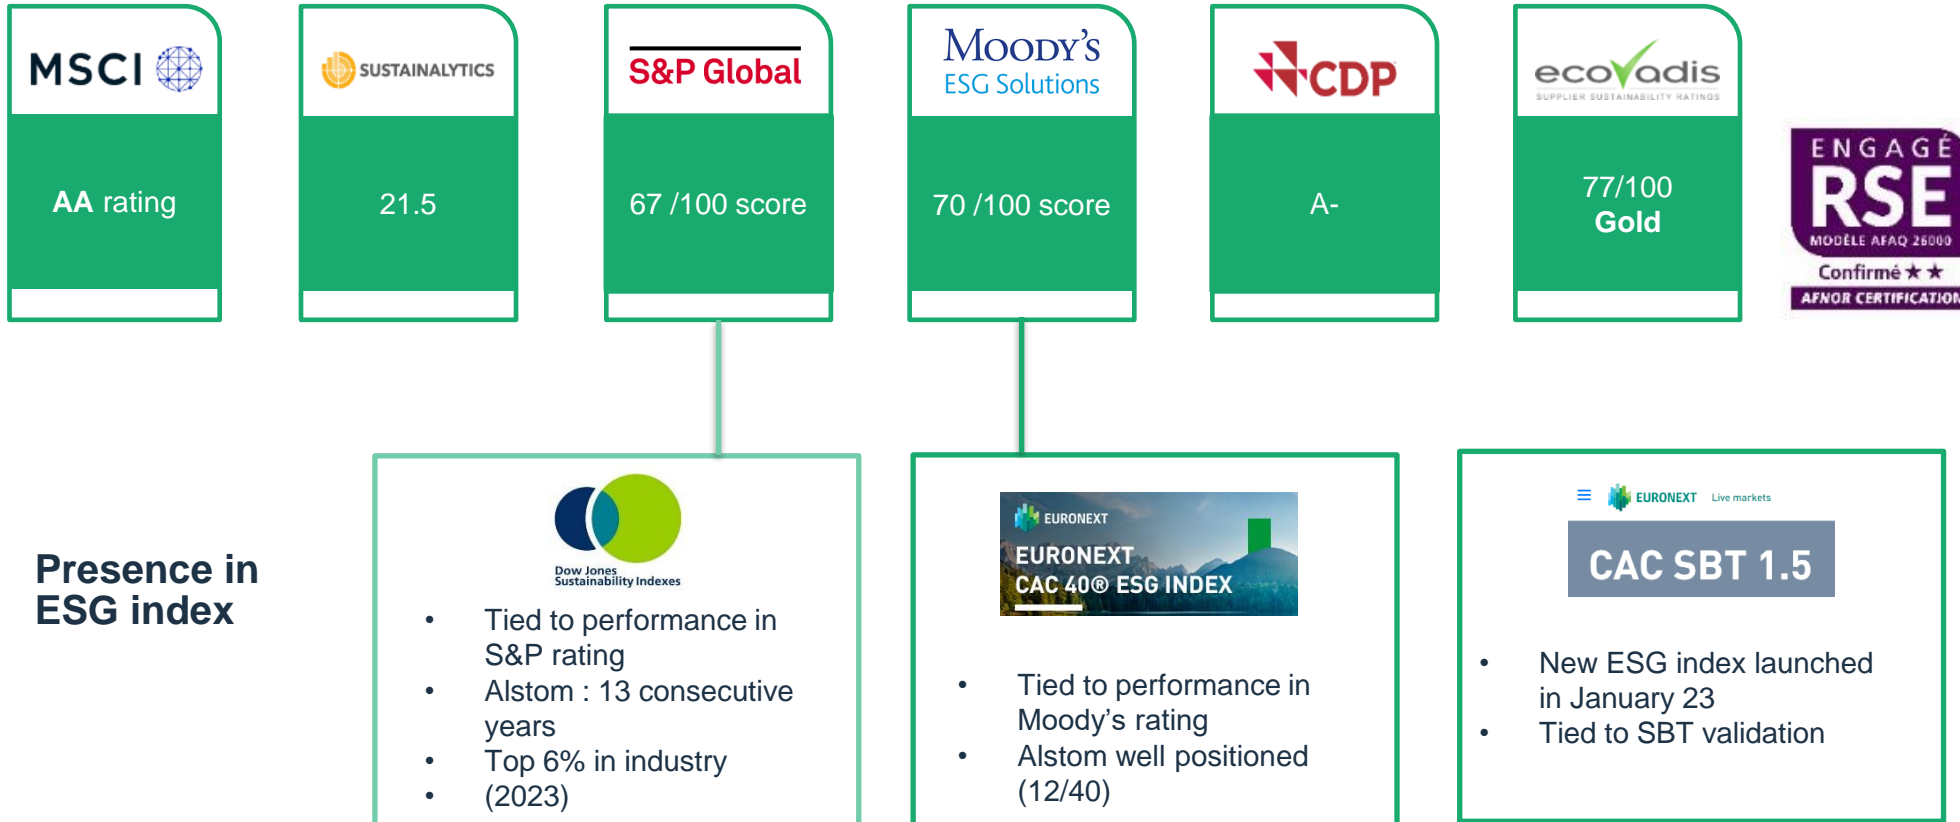 MSCI
AA rating
SUSTAINALYTICS
21.5
S&P Global
67 /100 score
MOODY'S
ESG Solutions
70 /100 score
CDP
A-
ecovadis
SUPPLIER SUSTAINABILITY RATINGS
77/100
Gold
ENGAGÉ
RSE
MODÈLE AFAQ 26000
Confirmé ★ ★
AFNOR CERTIFICATION
Presence in
ESG index
Dow Jones
Sustainability Indexes
• Tied to performance in
S&P rating
• Alstom : 13 consecutive
years
• Top 6% in industry
• (2023)
EURONEXT
EURONEXT
CAC 40® ESG INDEX
• Tied to performance in
Moody’s rating
• Alstom well positioned
(12/40)
EURONEXT Live markets
CAC SBT 1.5
• New ESG index launched
in January 23
• Tied to SBT validation